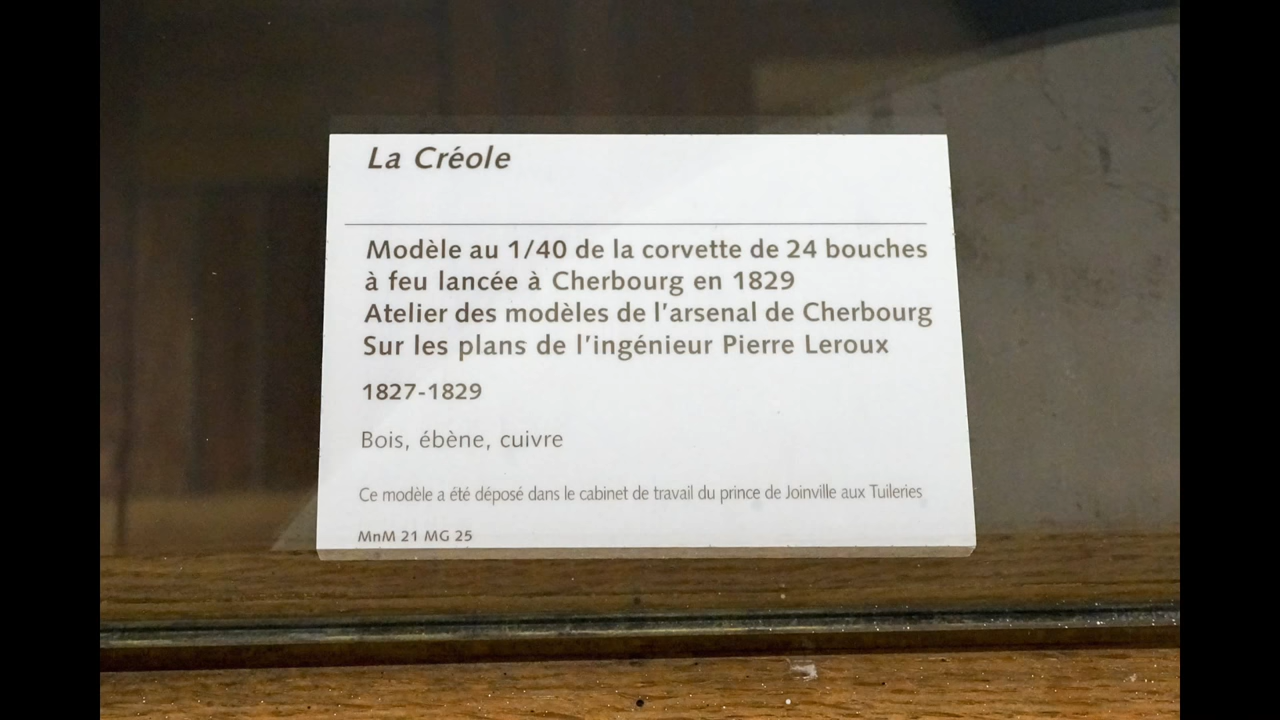 La Créole
Modèle au 1/40 de la corvette de 24 bouches
à feu lancée à Cherbourg en 1829
Atelier des modèles de l'arsenal de Cherbourg
Sur les plans de l'ingénieur Pierre Leroux
1827-1829
Bois, ébène, cuivre
Ce modèle a été déposé dans le cabinet de travail du prince de Joinville aux Tuileries
MnM 21 MG 25